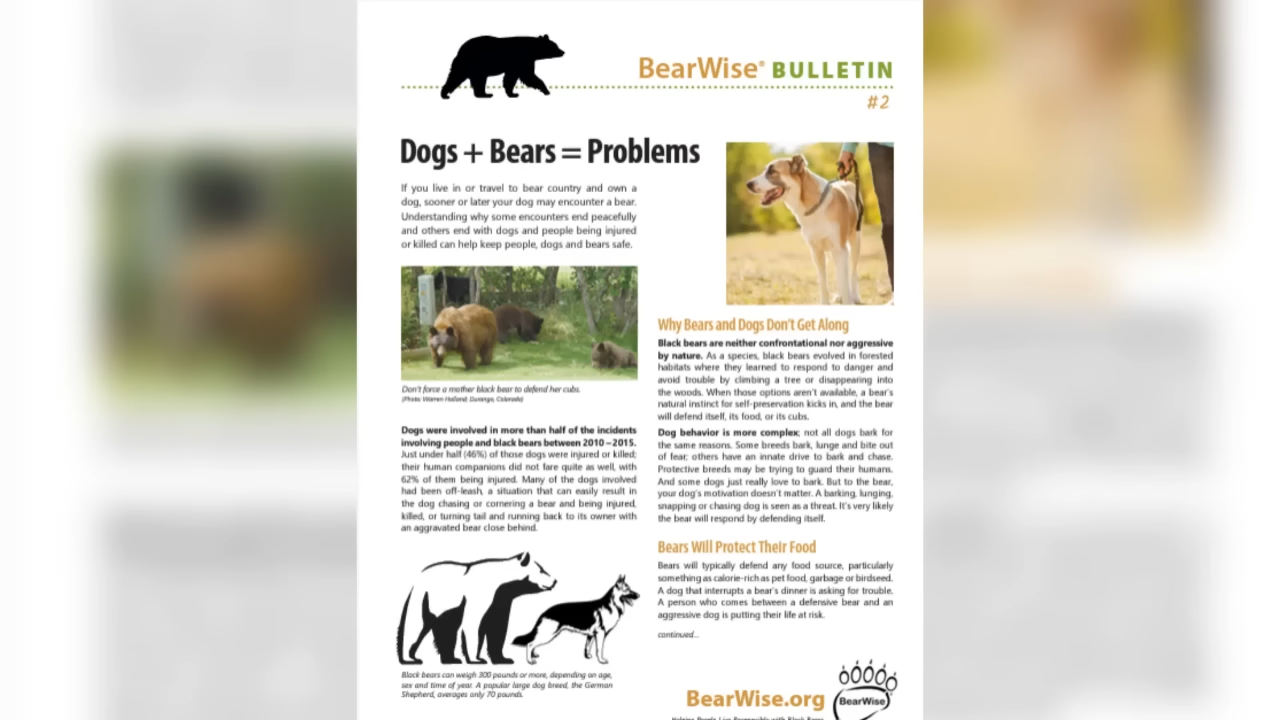 BearWise® BULLETIN
#2
Dogs + Bears = Problems
If you live in or travel to bear country and own a
dog, sooner or later your dog may encounter a bear.
Understanding why some encounters end peacefully
and others end with dogs and people being injured
or killed can help keep people, dogs and bears safe.
Don't force a mother black bear to defend her cubs.
(Photo: Warren Holland; Durango, Colorado)
Dogs were involved in more than half of the incidents
involving people and black bears between 2010 – 2015.
Just under half (46%) of those dogs were injured or killed;
their human companions did not fare quite as well, with
62% of them being injured. Many of the dogs involved
had been off-leash, a situation that can easily result in
the dog chasing or cornering a bear and being injured,
killed, or turning tail and running back to its owner with
an aggravated bear close behind.
Black bears can weigh 300 pounds or more, depending on age,
sex and time of year. A popular large dog breed, the German
Shepherd, averages only 70 pounds.
Why Bears and Dogs Don't Get Along
Black bears are neither confrontational nor aggressive
by nature. As a species, black bears evolved in forested
habitats where they learned to respond to danger and
avoid trouble by climbing a tree or disappearing into
the woods. When those options aren't available, a bear's
natural instinct for self-preservation kicks in, and the bear
will defend itself, its food, or its cubs.
Dog behavior is more complex; not all dogs bark for
the same reasons. Some breeds bark, lunge and bite out
of fear; others have an innate drive to bark and chase.
Protective breeds may be trying to guard their humans.
And some dogs just really love to bark. But to the bear,
your dog's motivation doesn't matter. A barking, lunging,
snapping or chasing dog is seen as a threat. It's very likely
the bear will respond by defending itself.
Bears Will Protect Their Food
Bears will typically defend any food source, particularly
something as calorie-rich as pet food, garbage or birdseed.
A dog that interrupts a bear's dinner is asking for trouble.
A person who comes between a defensive bear and an
aggressive dog is putting their life at risk.
continued...
BearWise.org
BearWise®
Helping People Live Responsibly with Black Bears